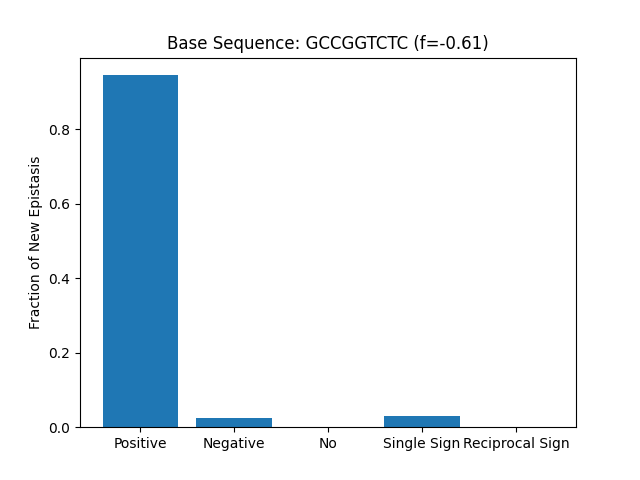 Base Sequence: GCCGGTCTC (f=-0.61)
Fraction of New Epistasis
0.8
0.6
0.4
0.2
0.0
Positive Negative No Single Sign Reciprocal Sign